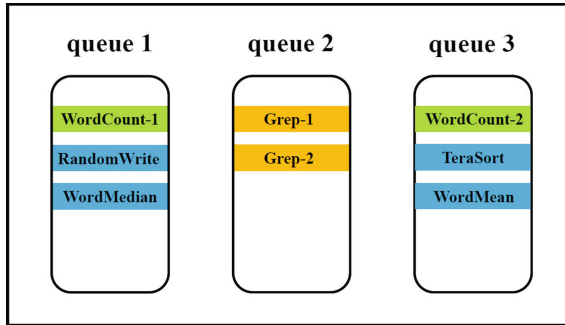 queue 1
queue 2
queue 3
WordCount-1
RandomWrite
WordMedian
Grep-1
Grep-2
WordCount-2
TeraSort
WordMean